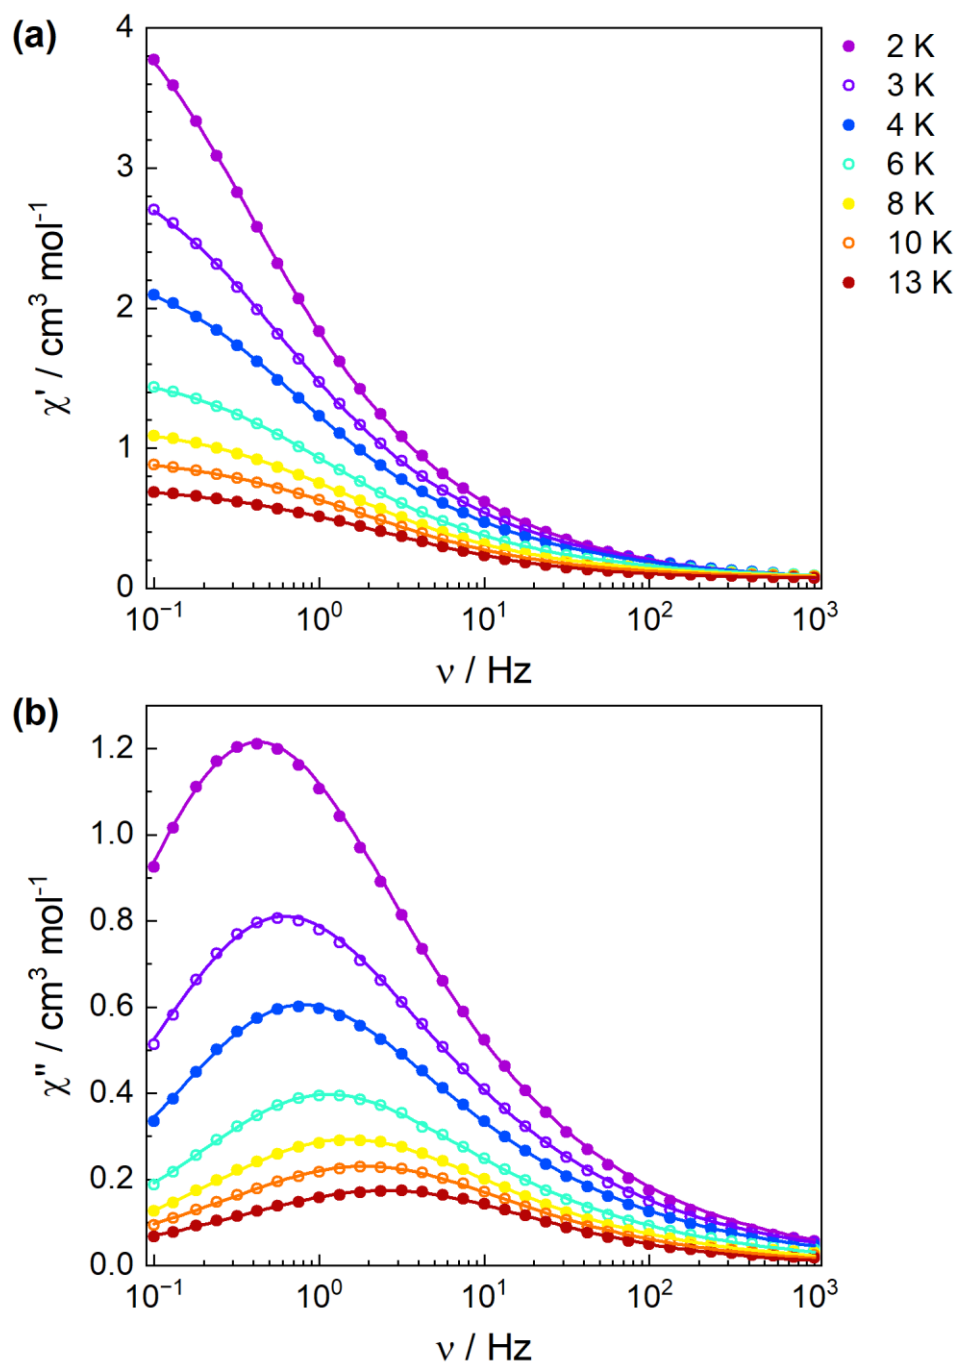 (a)
4
3
2
1
0
χ' / cm³ mol⁻¹
10⁻¹ 10⁰ 10¹ 10² 10³
ν / Hz
2 K
3 K
4 K
6 K
8 K
10 K
13 K
(b)
1.2
1.0
0.8
0.6
0.4
0.2
0.0
χ" / cm³ mol⁻¹
10⁻¹ 10⁰ 10¹ 10² 10³
ν / Hz